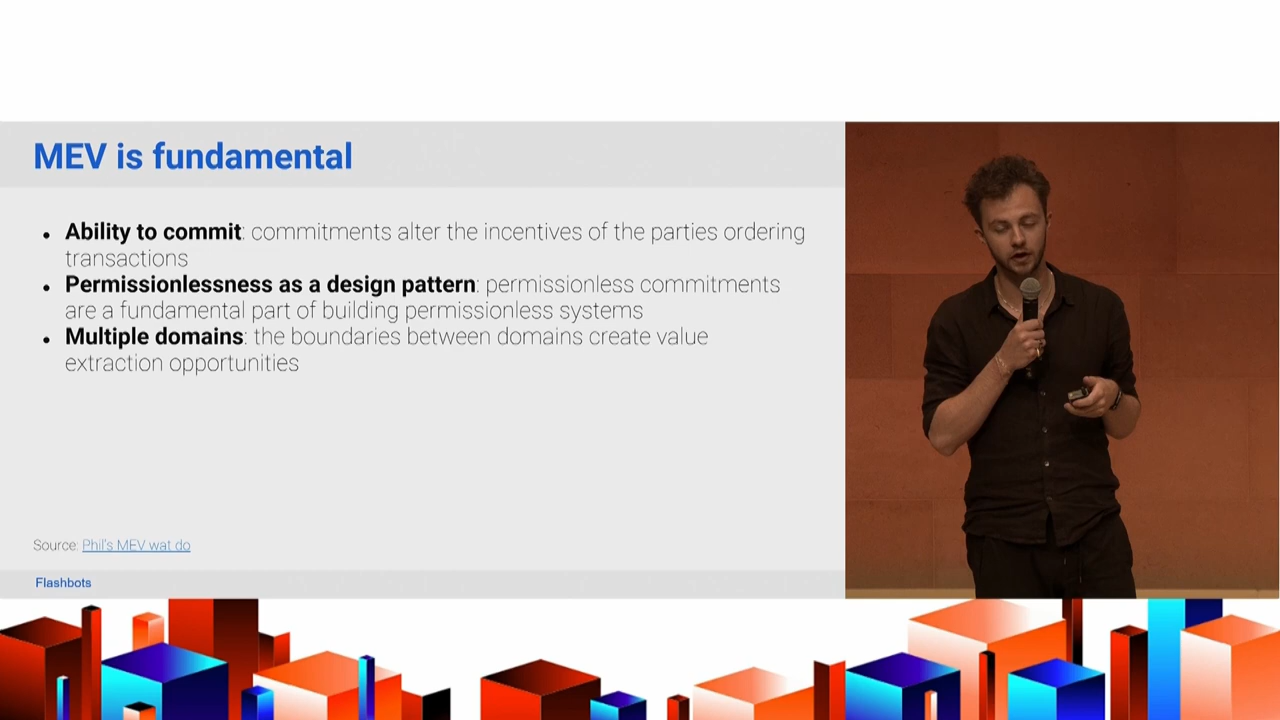 MEV is fundamental
• Ability to commit: commitments alter the incentives of the parties ordering
transactions
• Permissionlessness as a design pattern: permissionless commitments
are a fundamental part of building permissionless systems
• Multiple domains: the boundaries between domains create value
extraction opportunities
Source: Phil's MEV wat do
Flashbots